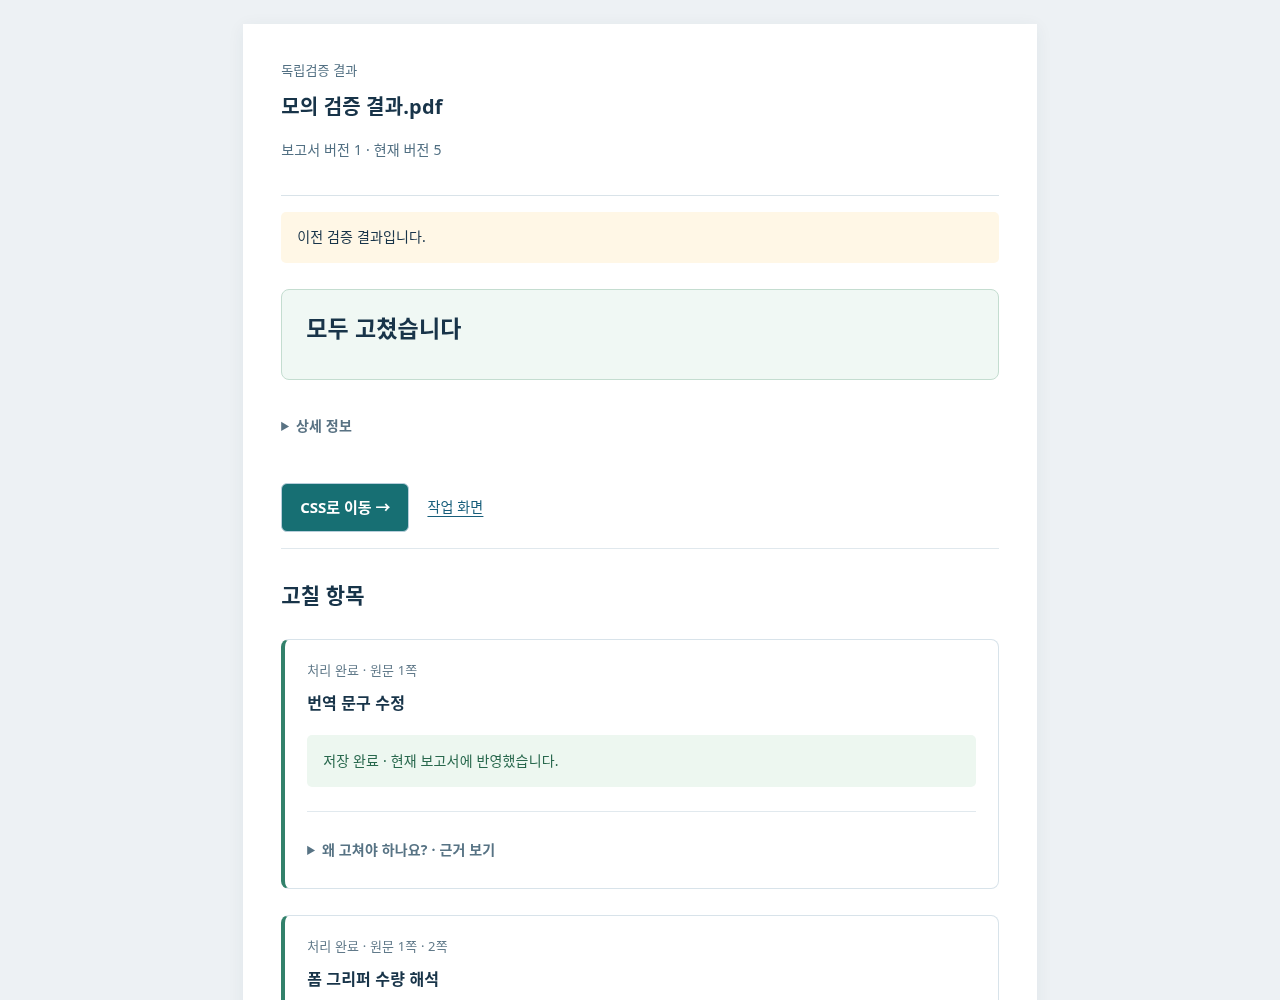 독립검증 결과
모의 검증 결과.pdf
보고서 버전 1 · 현재 버전 5
이전 검증 결과입니다.
모두 고쳤습니다
▶ 상세 정보
CSS로 이동 →
작업 화면
고칠 항목
처리 완료 · 원문 1쪽
번역 문구 수정
저장 완료 · 현재 보고서에 반영했습니다.
▶ 왜 고쳐야 하나요? · 근거 보기
처리 완료 · 원문 1쪽 · 2쪽
폼 그리퍼 수량 해석